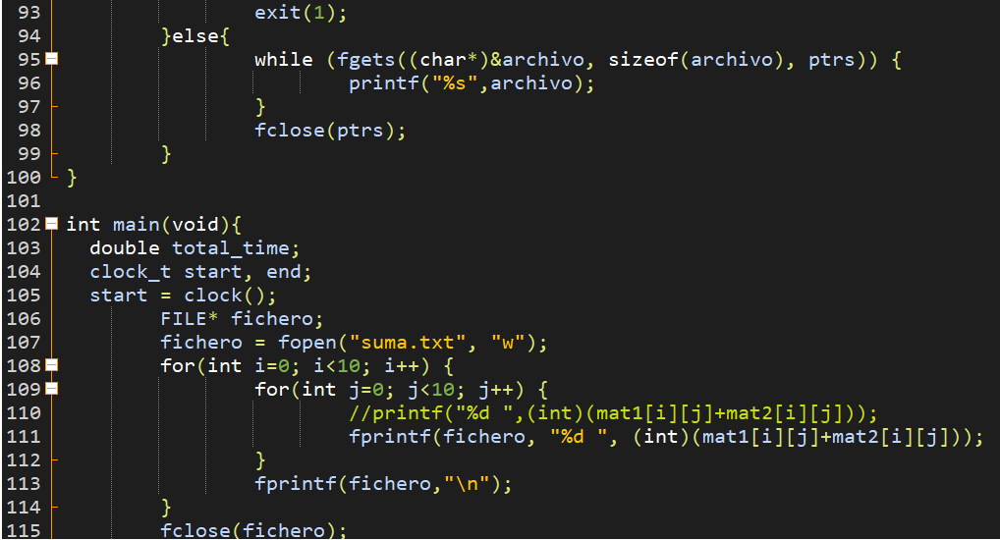 93                exit(1);
94        }else{
95                while (fgets((char*)&archivo, sizeof(archivo), ptrs)) {
96                        printf("%s",archivo);
97                }
98                fclose(ptrs);
99        }
100 }
101
102 int main(void){
103   double total_time;
104   clock_t start, end;
105   start = clock();
106         FILE* fichero;
107         fichero = fopen("suma.txt", "w");
108         for(int i=0; i<10; i++) {
109                 for(int j=0; j<10; j++) {
110                         //printf("%d ",(int)(mat1[i][j]+mat2[i][j]));
111                         fprintf(fichero, "%d ", (int)(mat1[i][j]+mat2[i][j]));
112                 }
113                 fprintf(fichero,"\n");
114         }
115         fclose(fichero);